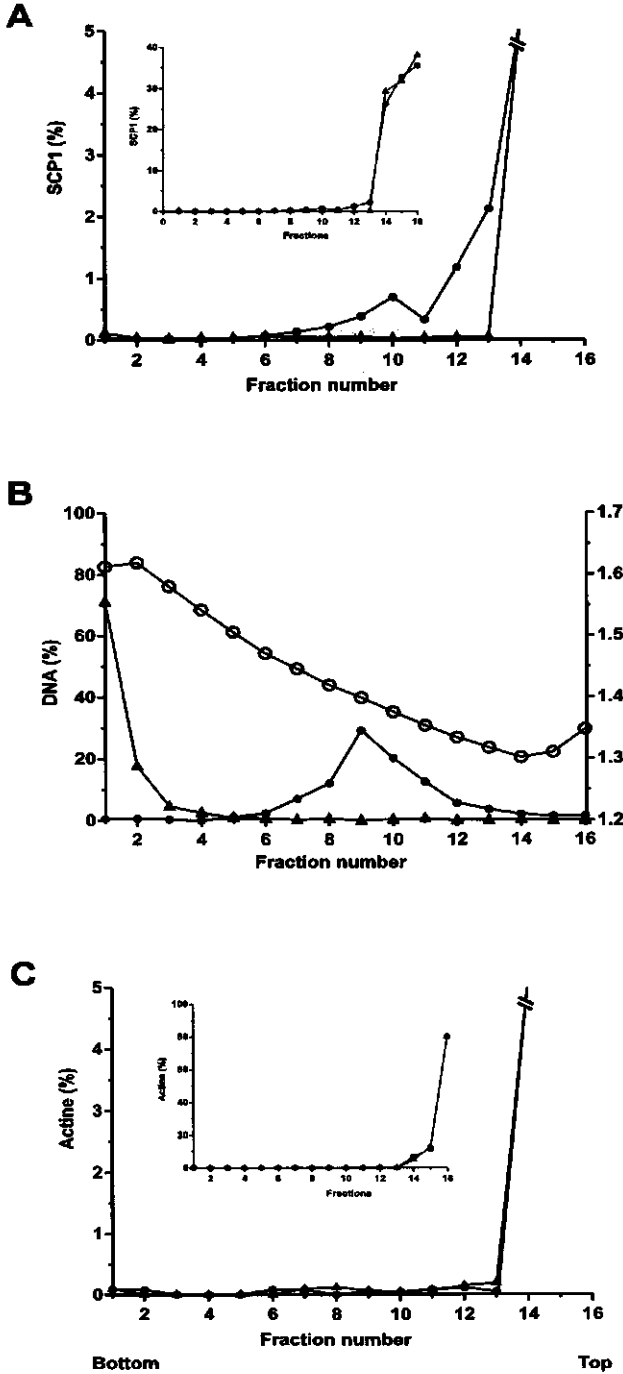 A
5
4
3
2
1
0
SCP1 (%)
2 4 6 8 10 12 14 16
Fraction number
40
30
20
10
0
SCP1 (%)
0 2 4 6 8 10 12 14 16
Fractions
B
100
80
60
40
20
0
DNA (%)
1.7
1.6
1.5
1.4
1.3
1.2
2 4 6 8 10 12 14 16
Fraction number
C
5
4
3
2
1
0
Actine (%)
2 4 6 8 10 12 14 16
Fraction number
100
80
60
40
20
0
Actine (%)
2 4 6 8 10 12 14 16
Fractions
Bottom Top